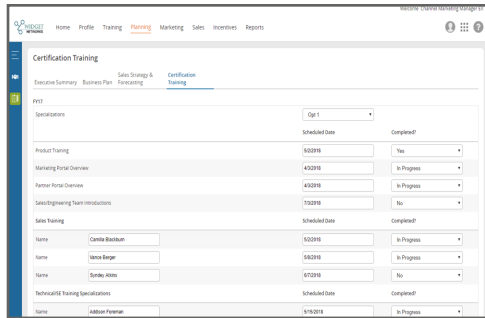 Welcome Channel Marketing Manager 53
WIDGET NETWORKS
Home Profile Training Planning Marketing Sales Incentives Reports
Certification Training
Executive Summary Business Plan Sales Strategy & Forecasting Certification Training
FY17
Specializations Opt 1
Scheduled Date Completed?
Product Training 5/2/2018 Yes
Marketing Portal Overview 4/3/2018 In Progress
Partner Portal Overview 4/3/2018 In Progress
Sales/Engineering Team Introductions 7/3/2018 No
Sales Training Scheduled Date Completed?
Name Camilla Blackburn 5/2/2018 In Progress
Name Vance Berger 5/8/2018 In Progress
Name Syndey Atkins 6/7/2018 No
Technical/SE Training Specializations Scheduled Date Completed?
Name Addison Foreman 5/15/2018 In Progress